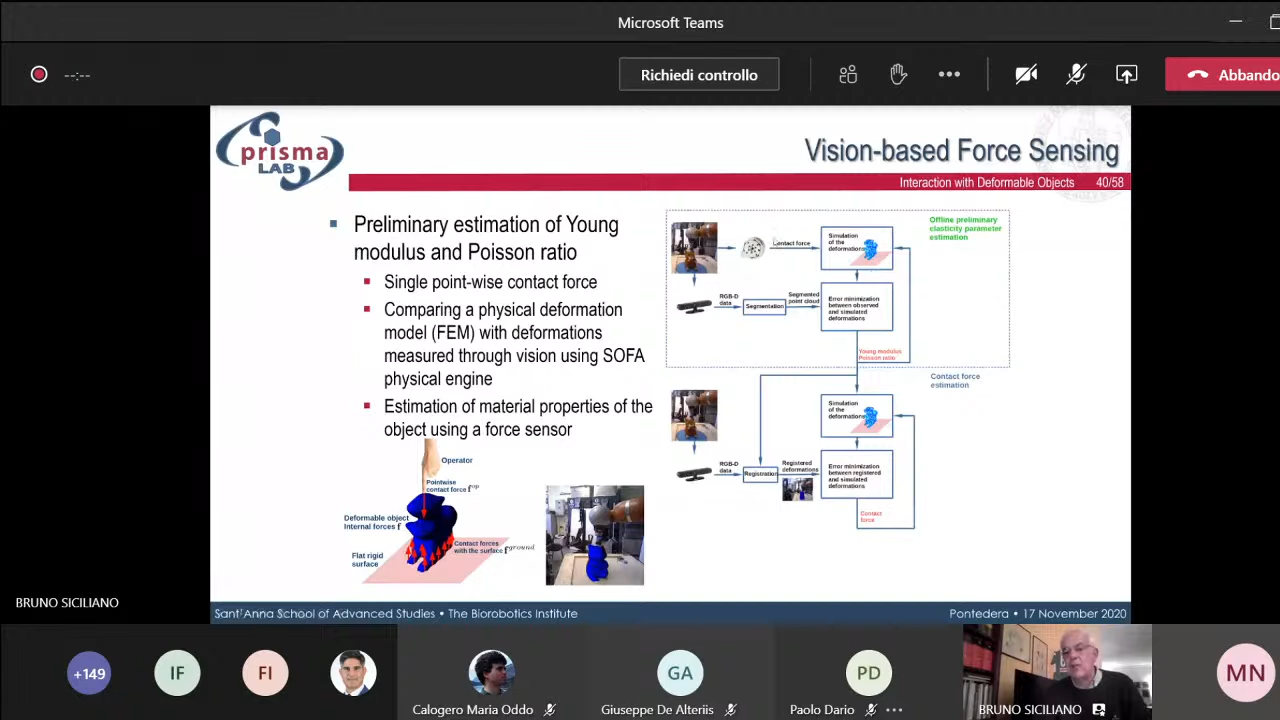 Microsoft Teams
--:--
Richiedi controllo
Abbando
prisma
LAB
Vision-based Force Sensing
Interaction with Deformable Objects 40/58
Preliminary estimation of Young
modulus and Poisson ratio
Single point-wise contact force
Comparing a physical deformation
model (FEM) with deformations
measured through vision using SOFA
physical engine
Estimation of material properties of the
object using a force sensor
Operator
Pointwise
contact force f
Deformable object
Internal forces f
Contact forces
with the surface f ground
Flat rigid
surface
Offline preliminary
elasticity parameter
estimation
Contact force
Simulation
of the
deformations
RGB-D
data
Segmentation
Segmented
point cloud
Error minimization
between observed
and simulated
deformations
Young modulus
Poisson ratio
Contact force
estimation
Simulation
of the
deformations
RGB-D
data
Registration
Registered
deformations
Error minimization
between registered
and simulated
deformations
Contact
force
BRUNO SICILIANO
Sant'Anna School of Advanced Studies • The Biorobotics Institute
Pontedera • 17 November 2020
+149
IF
FI
Calogero Maria Oddo
GA
Giuseppe De Alteriis
PD
Paolo Dario
BRUNO SICILIANO
MN